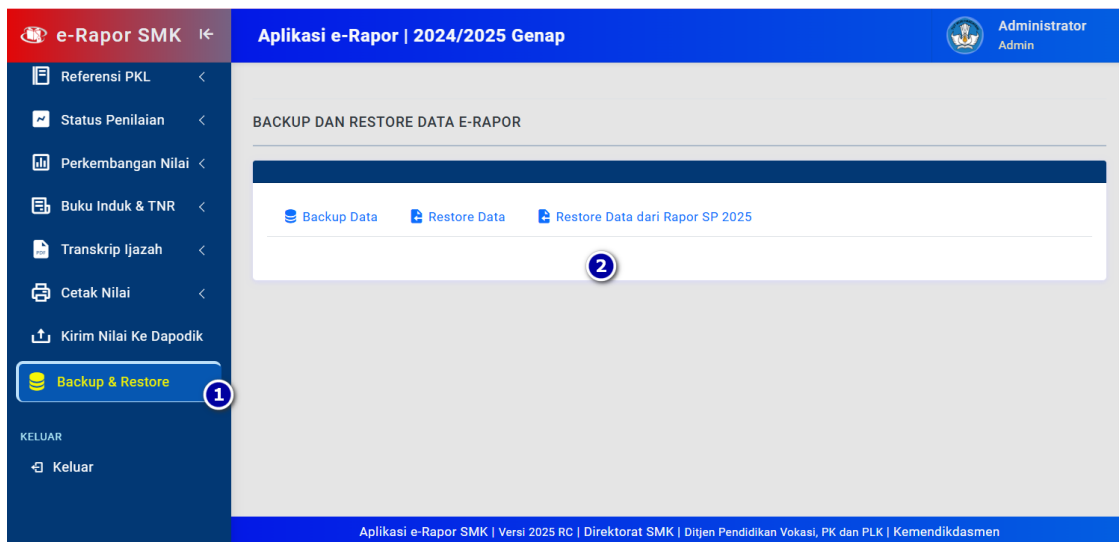 e-Rapor SMK
Aplikasi e-Rapor | 2024/2025 Genap
Administrator
Admin
Referensi PKL
Status Penilaian
Perkembangan Nilai
Buku Induk & TNR
Transkrip Ijazah
Cetak Nilai
Kirim Nilai Ke Dapodik
Backup & Restore
1
KELUAR
Keluar
BACKUP DAN RESTORE DATA E-RAPOR
Backup Data Restore Data Restore Data dari Rapor SP 2025
2
Aplikasi e-Rapor SMK | Versi 2025 RC | Direktorat SMK | Ditjen Pendidikan Vokasi, PK dan PLK | Kemendikdasmen